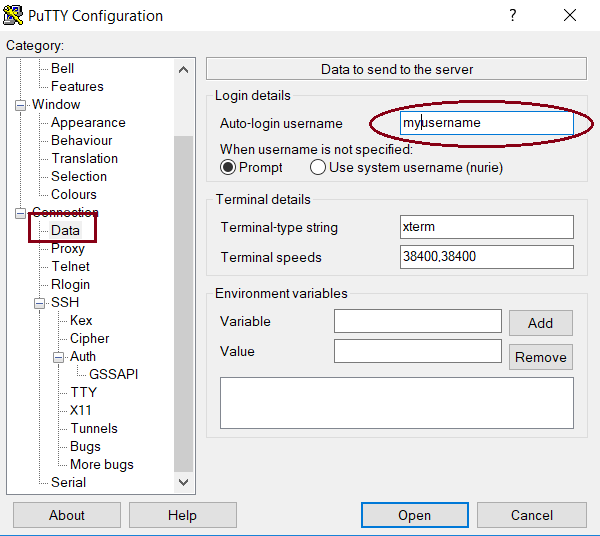 PuTTY Configuration
?
Category:
Bell
Features
Window
Appearance
Behaviour
Translation
Selection
Colours
Connection
Data
Proxy
Telnet
Rlogin
SSH
Kex
Cipher
Auth
GSSAPI
TTY
X11
Tunnels
Bugs
More bugs
Serial
Data to send to the server
Login details
Auto-login username
myusername
When username is not specified:
Prompt Use system username (nurie)
Terminal details
Terminal-type string
xterm
Terminal speeds
38400,38400
Environment variables
Variable
Add
Value
Remove
About
Help
Open
Cancel